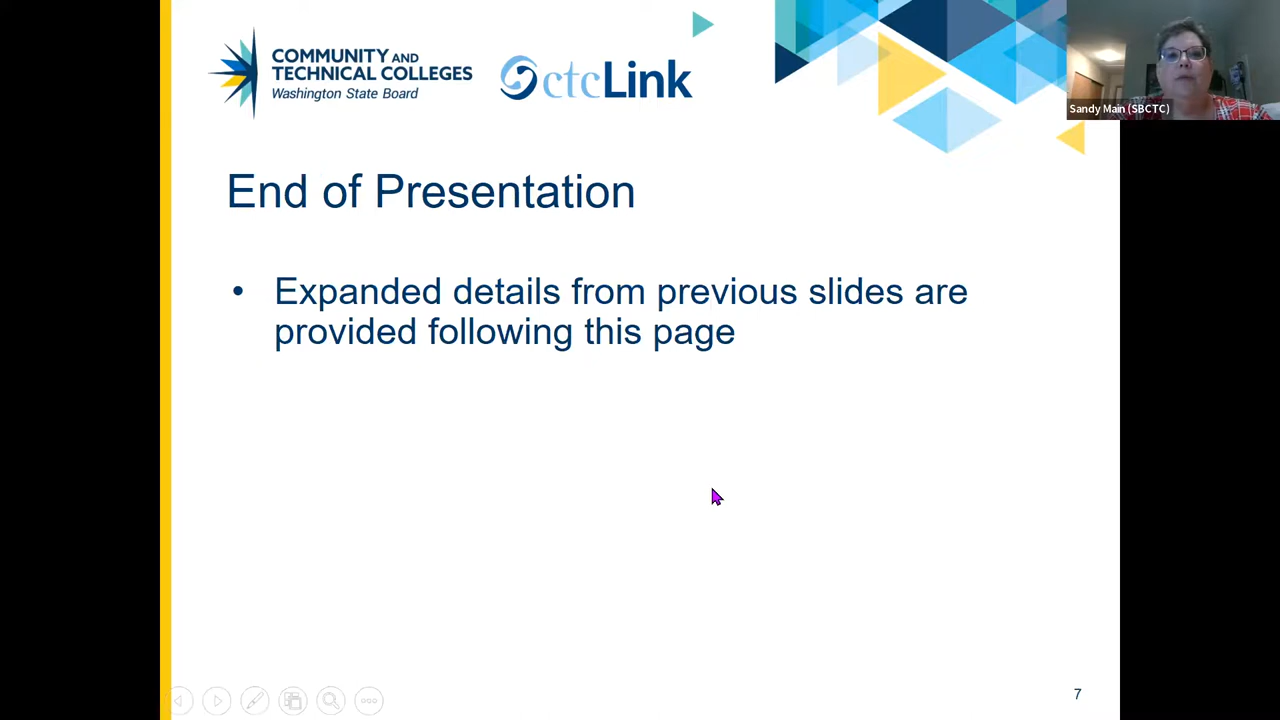 COMMUNITY AND
TECHNICAL COLLEGES
Washington State Board
ctcLink
Sandy Main (SBCTC)
End of Presentation
• Expanded details from previous slides are
provided following this page
7